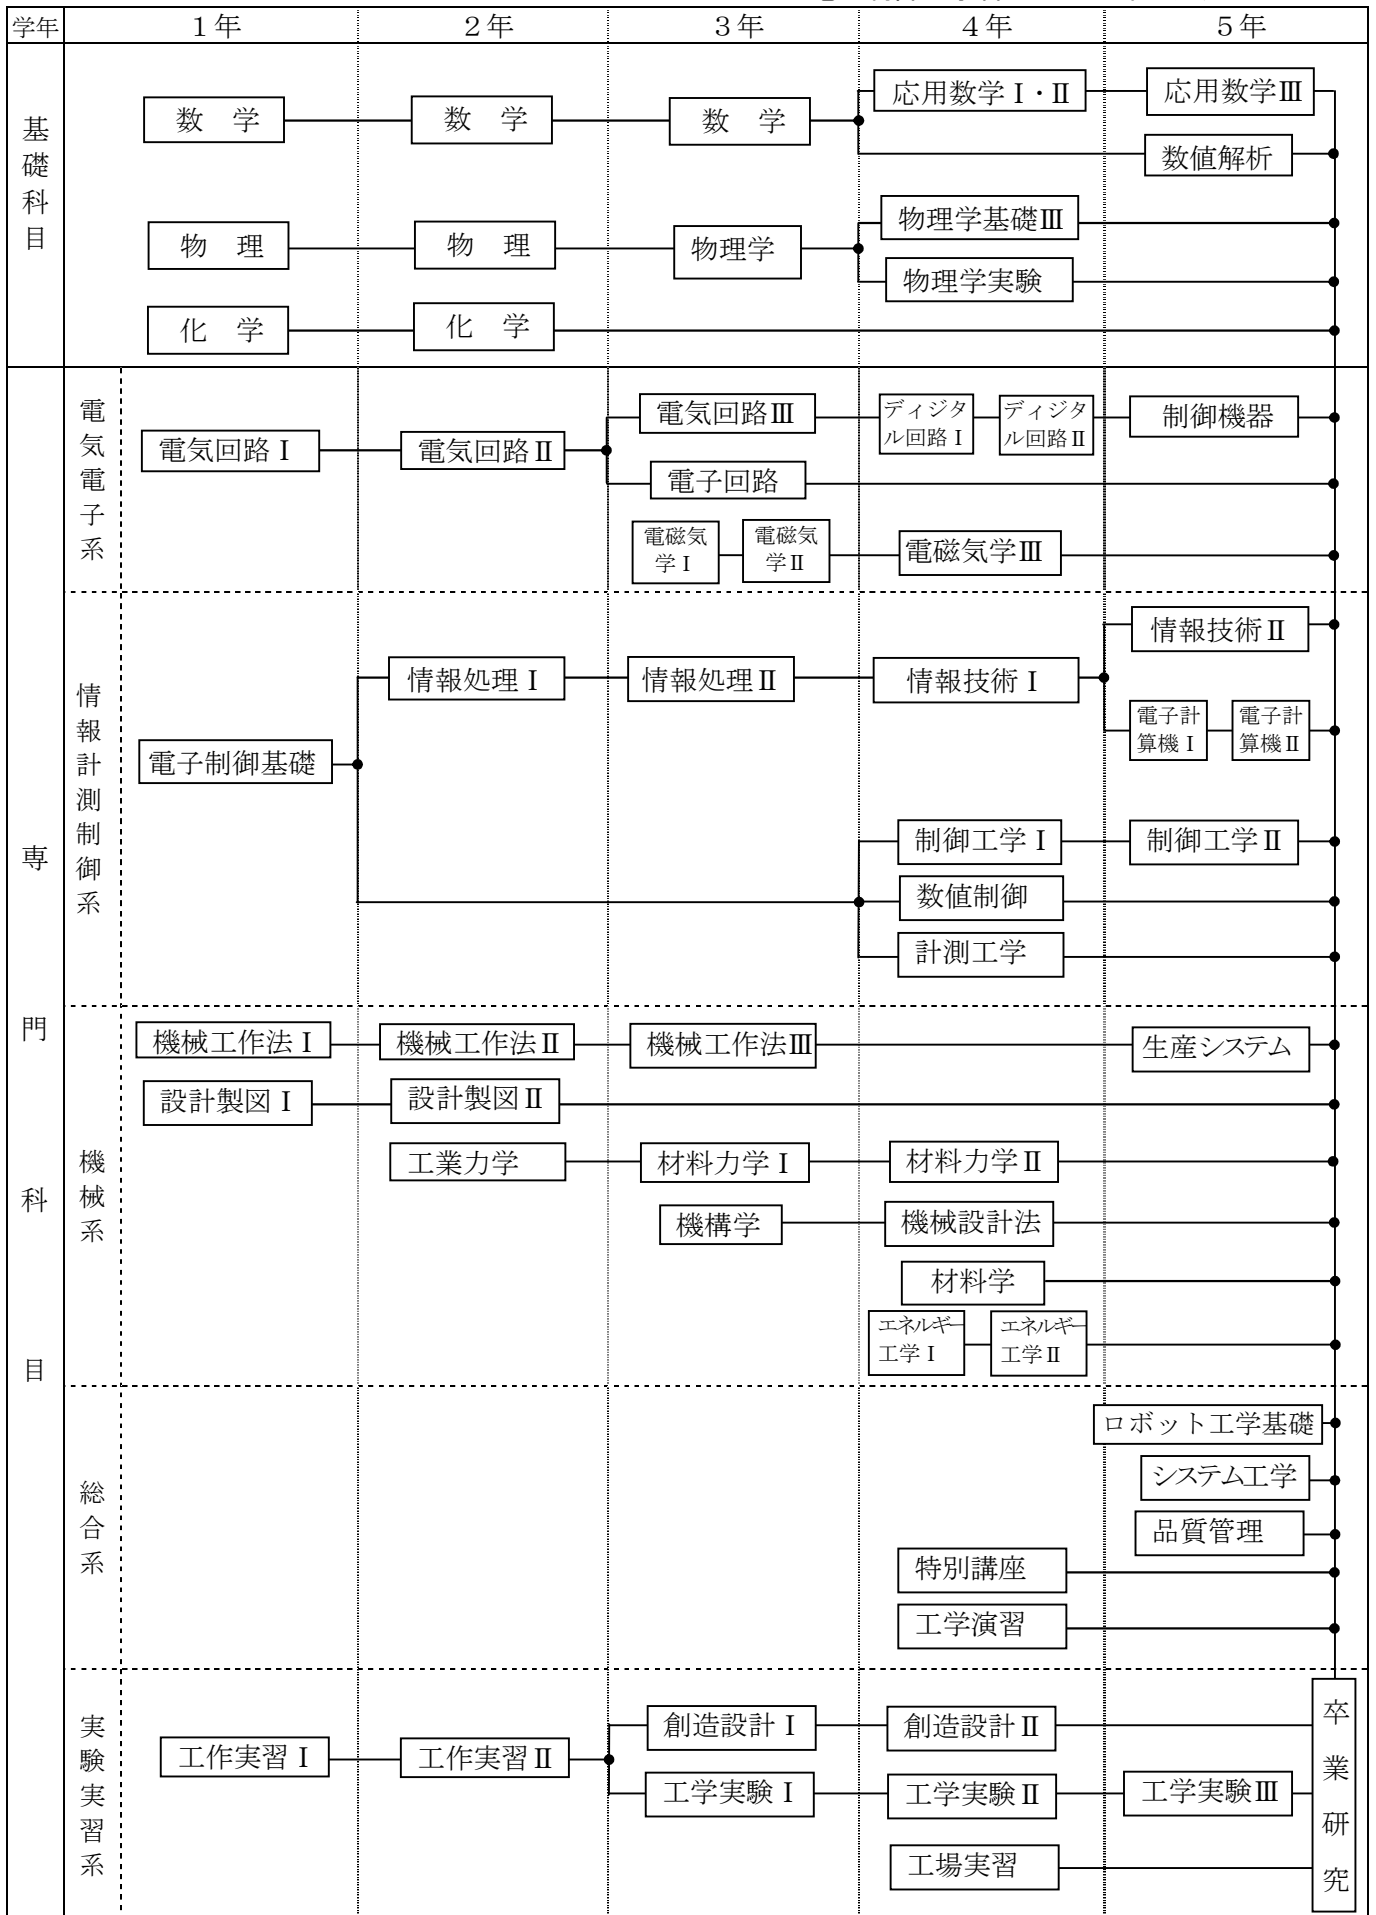 学年 1年 2年 3年 4年 5年
基礎科目
数 学 数 学 数 学 応用数学Ⅰ・Ⅱ 応用数学Ⅲ
数値解析
物 理 物 理 物理学 物理学基礎Ⅲ
物理学実験
化 学 化 学
専門科目
電気電子系
電気回路Ⅰ 電気回路Ⅱ 電気回路Ⅲ
ディジタ
ル回路Ⅰ
ディジタ
ル回路Ⅱ
制御機器
電子回路
電磁気
学Ⅰ
電磁気
学Ⅱ
電磁気学Ⅲ
情報計測制御系
電子制御基礎
情報処理Ⅰ 情報処理Ⅱ 情報技術Ⅰ 情報技術Ⅱ
電子計
算機Ⅰ
電子計
算機Ⅱ
制御工学Ⅰ 制御工学Ⅱ
数値制御
計測工学
機械系
機械工作法Ⅰ 機械工作法Ⅱ 機械工作法Ⅲ 生産システム
設計製図Ⅰ 設計製図Ⅱ
工業力学 材料力学Ⅰ 材料力学Ⅱ
機構学 機械設計法
材料学
エネルギー
工学Ⅰ
エネルギー
工学Ⅱ
総合系
ロボット工学基礎
システム工学
品質管理
特別講座
工学演習
実験実習系
工作実習Ⅰ 工作実習Ⅱ 創造設計Ⅰ 創造設計Ⅱ
工学実験Ⅰ 工学実験Ⅱ 工学実験Ⅲ
工場実習
卒業研究